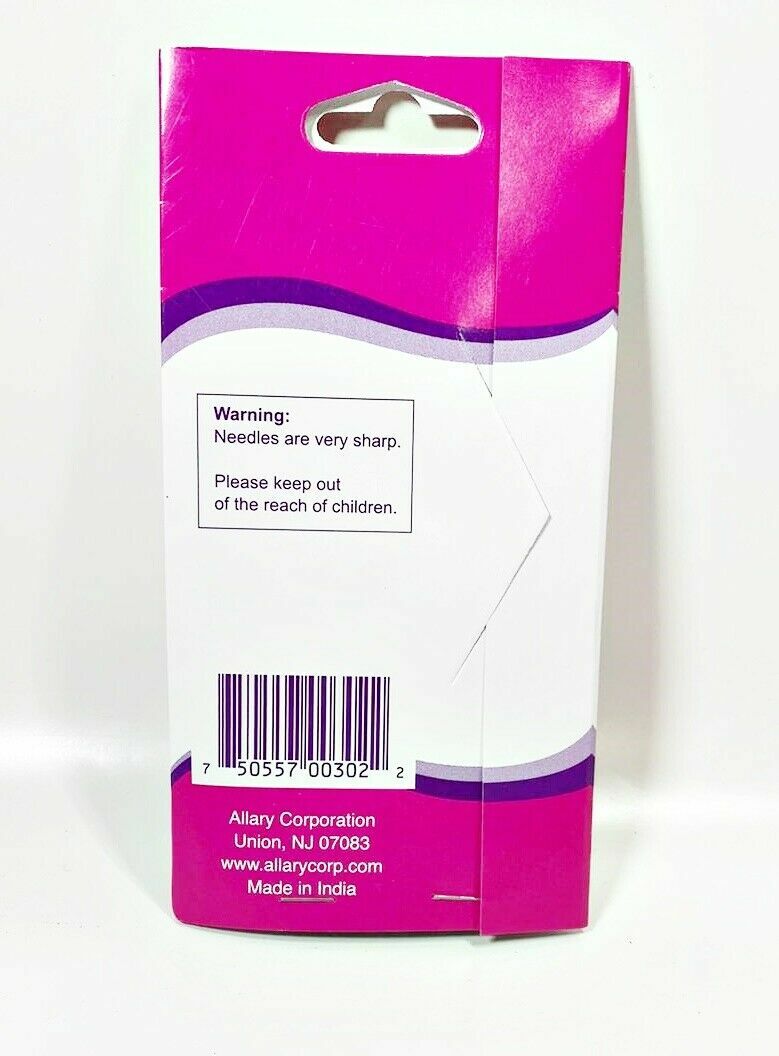 Warning:
Needles are very sharp.
Please keep out
of the reach of children.
7 50557 00302 2
Allary Corporation
Union, NJ 07083
www.allarycorp.com
Made in India